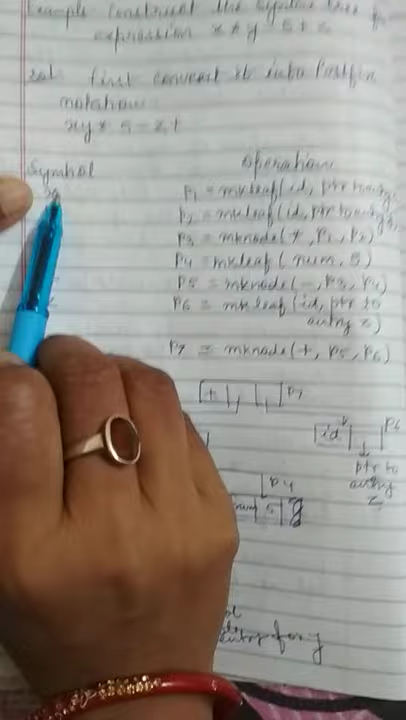 Example construct the syntax tree for
expression x * y - 5 + z
sol first convert it into Postfix
notation
xy * 5 - z +
Symbol operation
x P1 = mkleaf(id, ptr to entry x)
P2 = mkleaf(id, ptr to entry y)
P3 = mknode(*, P1, P2)
P4 = mkleaf(num, 5)
P5 = mknode(-, P3, P4)
P6 = mkleaf(id, ptr to
entry z)
P7 = mknode(+, P5, P6)
+ P7
id P6
ptr to
entry
z
P4
num 5
entry for y